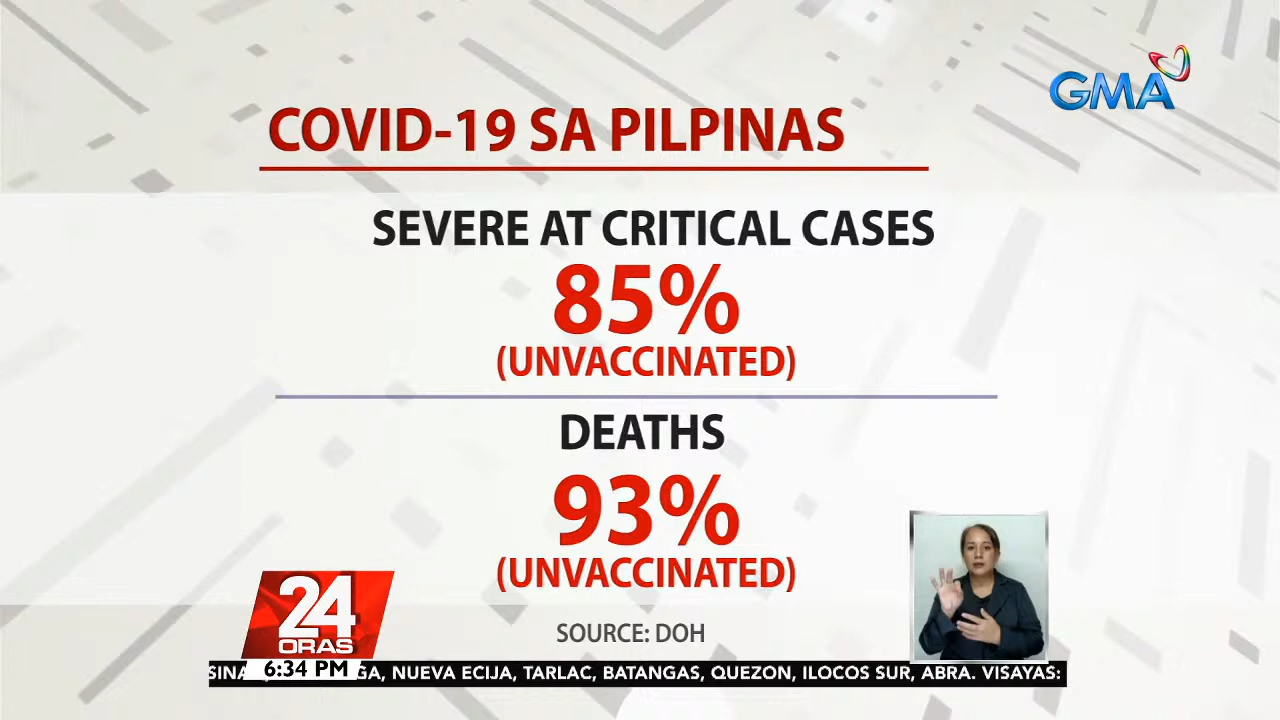 GMA
COVID-19 SA PILPINAS
SEVERE AT CRITICAL CASES
85%
(UNVACCINATED)
DEATHS
93%
(UNVACCINATED)
SOURCE: DOH
24
ORAS
6:34 PM
NUEVA ECIJA, TARLAC, BATANGAS, QUEZON, ILOCOS SUR, ABRA. VISAYAS: